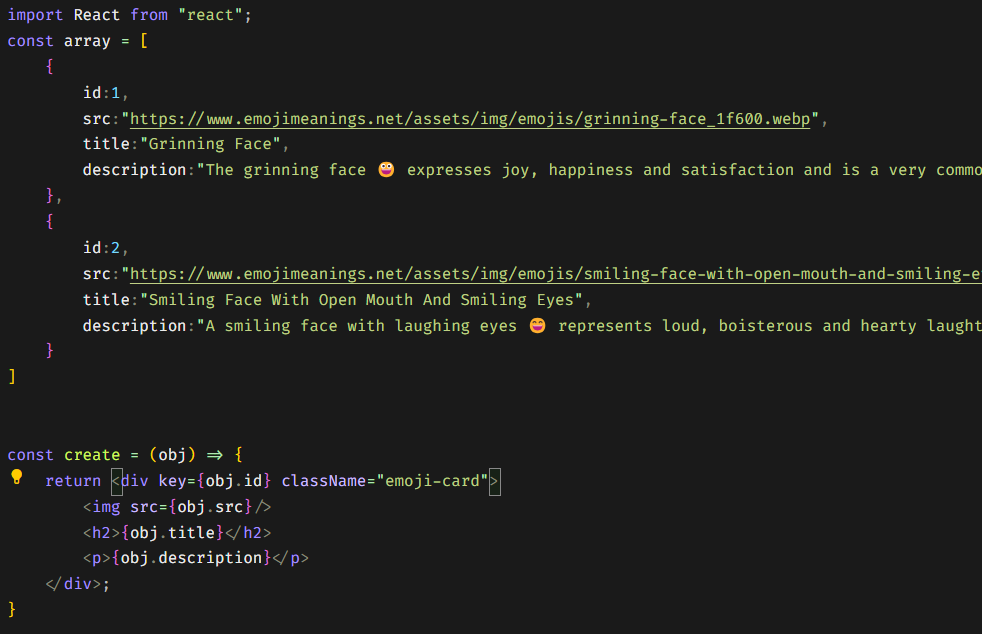 import React from "react";
const array = [
    {
        id:1,
        src:"https://www.emojimeanings.net/assets/img/emojis/grinning-face_1f600.webp",
        title:"Grinning Face",
        description:"The grinning face 😀 expresses joy, happiness and satisfaction and is a very commo
    },
    {
        id:2,
        src:"https://www.emojimeanings.net/assets/img/emojis/smiling-face-with-open-mouth-and-smiling-e
        title:"Smiling Face With Open Mouth And Smiling Eyes",
        description:"A smiling face with laughing eyes 😄 represents loud, boisterous and hearty laught
    }
]
const create = (obj) => {
    return <div key={obj.id} className="emoji-card">
        <img src={obj.src}/>
        <h2>{obj.title}</h2>
        <p>{obj.description}</p>
    </div>;
}